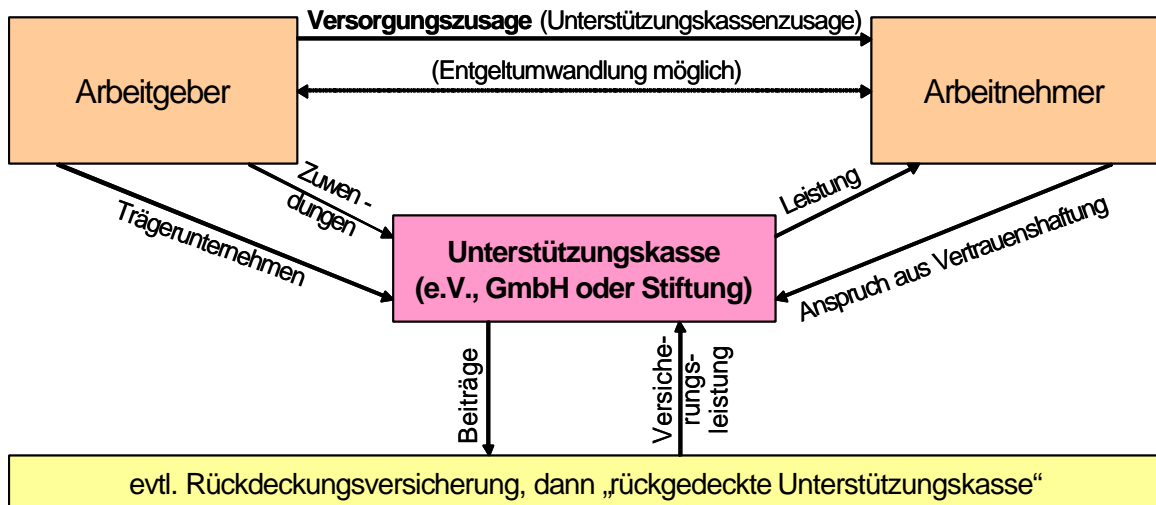 Versorgungszusage (Unterstützungskassenzusage)
(Entgeltumwandlung möglich)
Arbeitgeber
Arbeitnehmer
Zuwen -
dungen
Trägerunternehmen
Leistung
Anspruch aus Vertrauenshaftung
Unterstützungskasse
(e.V., GmbH oder Stiftung)
Beiträge
Versiche-
rungs-
leistung
evtl. Rückdeckungsversicherung, dann „rückgedeckte Unterstützungskasse“